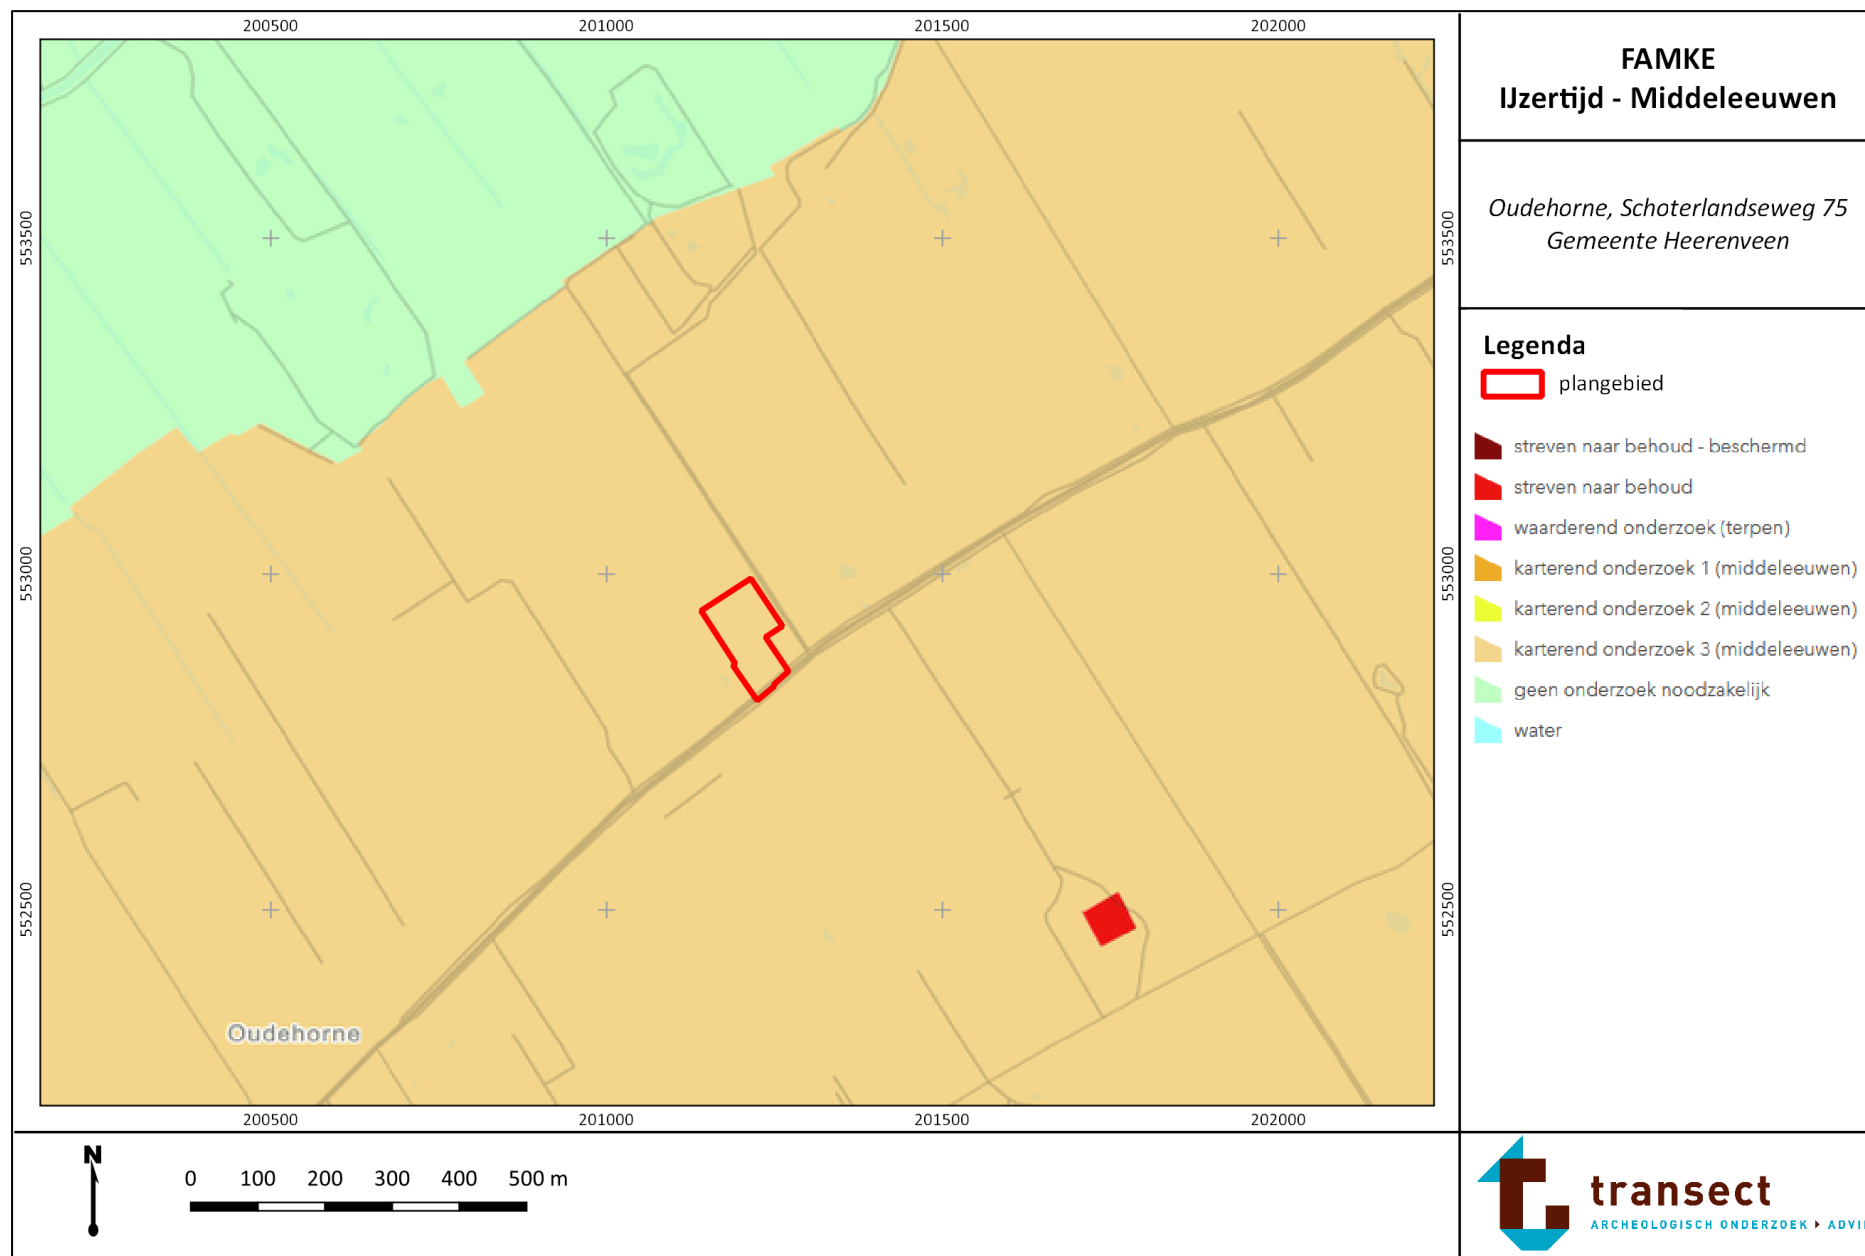 200500 201000 201500 202000
553500 553500
553000 553000
552500 552500
Oudehorne
200500 201000 201500 202000
N
0 100 200 300 400 500 m
FAMKE
IJzertijd - Middeleeuwen
Oudehorne, Schoterlandseweg 75
Gemeente Heerenveen
Legenda
plangebied
streven naar behoud - beschermd
streven naar behoud
waarderend onderzoek (terpen)
karterend onderzoek 1 (middeleeuwen)
karterend onderzoek 2 (middeleeuwen)
karterend onderzoek 3 (middeleeuwen)
geen onderzoek noodzakelijk
water
transect
ARCHEOLOGISCH ONDERZOEK